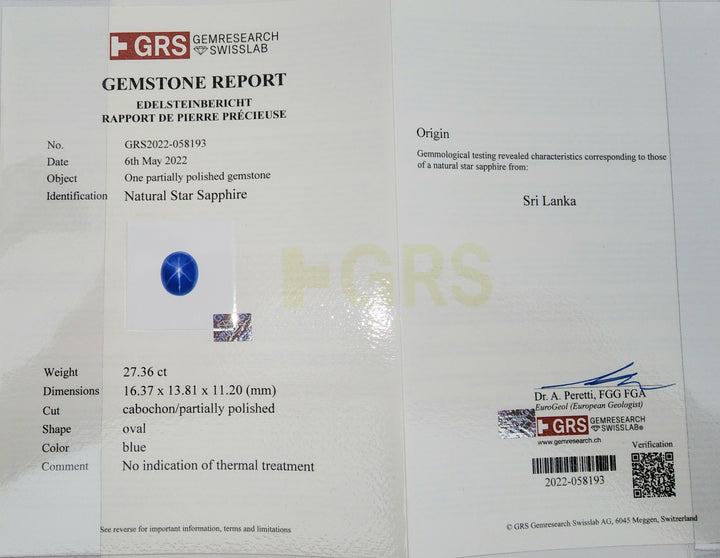 GRS GEMRESEARCH SWISSLAB
GEMSTONE REPORT
EDELSTEINBERICHT
RAPPORT DE PIERRE PRÉCIEUSE
No. GRS2022-058193
Date 6th May 2022
Object One partially polished gemstone
Identification Natural Star Sapphire
Weight 27.36 ct
Dimensions 16.37 x 13.81 x 11.20 (mm)
Cut cabochon/partially polished
Shape oval
Color blue
Comment No indication of thermal treatment
See reverse for important information, terms and limitations
GRS
Origin
Gemmological testing revealed characteristics corresponding to those
of a natural star sapphire from:
Sri Lanka
Dr. A. Peretti, FGG FGA
EuroGeol (European Geologist)
GRS GEMRESEARCH SWISSLAB®
www.gemresearch.ch
Verification
2022-058193
© GRS Gemresearch Swisslab AG, 6045 Meggen, Switzerland